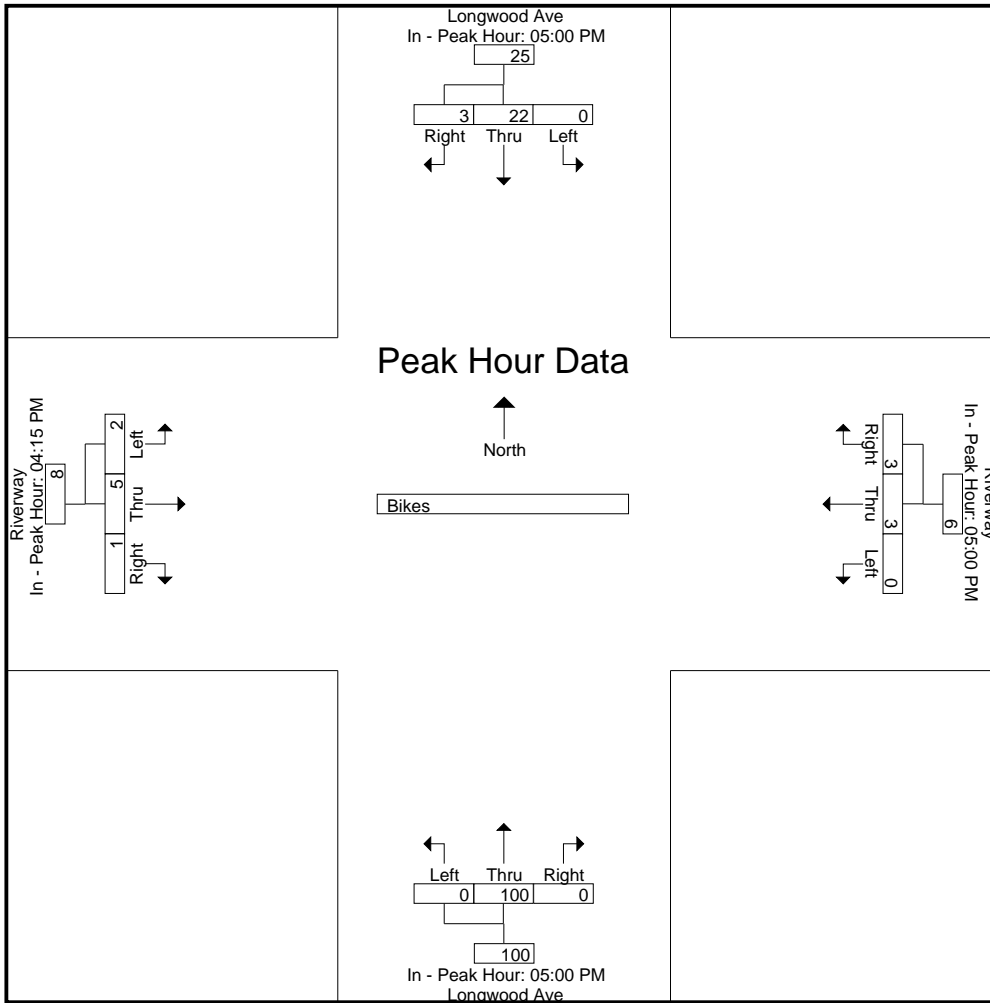 Longwood Ave
In - Peak Hour: 05:00 PM
25
3 22 0
Right Thru Left
Peak Hour Data
North
Bikes
Riverway
In - Peak Hour: 04:15 PM
8
2 5 1
Left Thru Right
Right Thru Left
3 3 0
6
In - Peak Hour: 05:00 PM
Riverway
Left Thru Right
0 100 0
100
In - Peak Hour: 05:00 PM
Longwood Ave